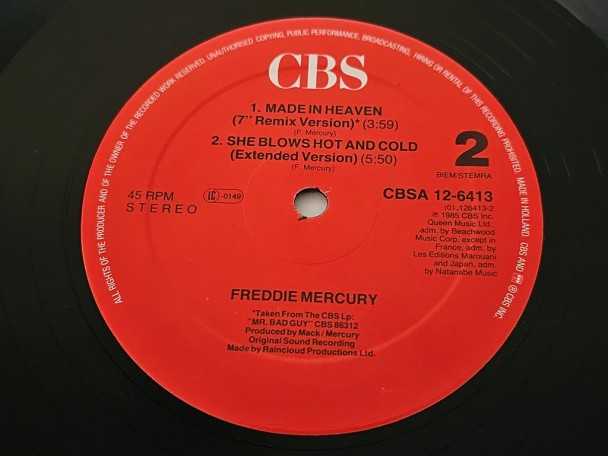 ALL RIGHTS OF THE PRODUCER AND OF THE OWNER OF THE RECORDED WORK RESERVED. UNAUTHORISED COPYING, PUBLIC PERFORMANCE, BROADCASTING, HIRING OR RENTAL OF THIS RECORDING PROHIBITED. MADE IN HOLLAND. CBS AND ® CBS INC.
CBS
1. MADE IN HEAVEN
(7'' Remix Version)* (3:59)
(F. Mercury)
2. SHE BLOWS HOT AND COLD
(Extended Version) (5:50)
(F. Mercury)
2
BIEM/STEMRA
45 RPM
STEREO
LC-0149
CBSA 12-6413
(01.126413-2
℗ 1985 CBS Inc.
Queen Music Ltd.
adm. by Beachwood
Music Corp. except in
France, adm. by
Les Editions Marouani
and Japan, adm.
by Natanabe Music
FREDDIE MERCURY
*Taken From The CBS Lp:
"MR. BAD GUY" CBS 86312
Produced by Mack/Mercury
Original Sound Recording
Made by Raincloud Productions Ltd.